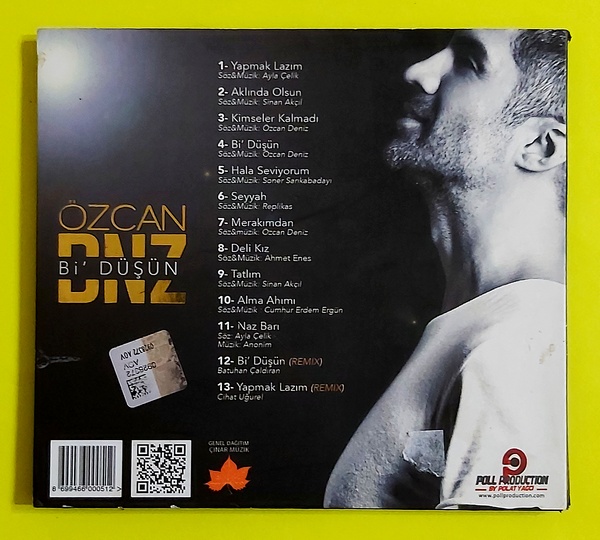 1- Yapmak Lazım
Söz&Müzik: Ayla Çelik
2- Aklında Olsun
Söz&Müzik: Sinan Akçıl
3- Kimseler Kalmadı
Söz&Müzik: Özcan Deniz
4- Bi' Düşün
Söz&Müzik: Özcan Deniz
5- Hala Seviyorum
Söz&Müzik: Soner Sarıkabadayı
6- Seyyah
Söz&Müzik: Replikas
7- Merakımdan
Söz&müzik: Özcan Deniz
8- Deli Kız
Söz&Müzik: Ahmet Enes
9- Tatlım
Söz&Müzik: Sinan Akçıl
10- Alma Ahımı
Söz&Müzik : Cumhur Erdem Ergün
11- Naz Barı
Söz: Ayla Çelik
Müzik: Anonim
12- Bi' Düşün (REMIX)
Batuhan Çaldıran
13- Yapmak Lazım (REMIX)
Cihat Uğurel
ÖZCAN
DNZ
Bi' DÜŞÜN
AOV
8 699466 000512 >
GENEL DAĞITIM
ÇINAR MÜZİK
POLL PRODUCTION
BY POLAT YAĞCI
www.pollproduction.com